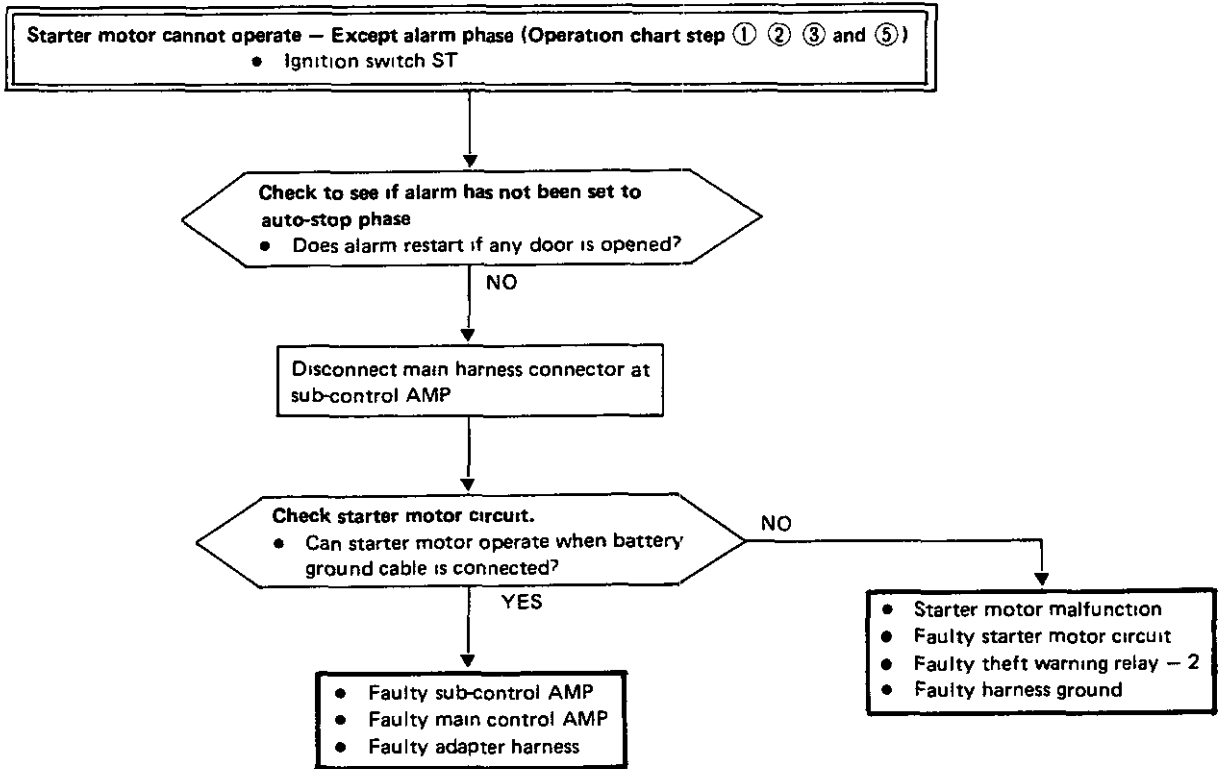 Starter motor cannot operate — Except alarm phase (Operation chart step ① ② ③ and ⑤)
• Ignition switch ST
Check to see if alarm has not been set to
auto-stop phase
• Does alarm restart if any door is opened?
NO
Disconnect main harness connector at
sub-control AMP
Check starter motor circuit.
• Can starter motor operate when battery
ground cable is connected?
NO
YES
• Starter motor malfunction
• Faulty starter motor circuit
• Faulty theft warning relay — 2
• Faulty harness ground
• Faulty sub-control AMP
• Faulty main control AMP
• Faulty adapter harness